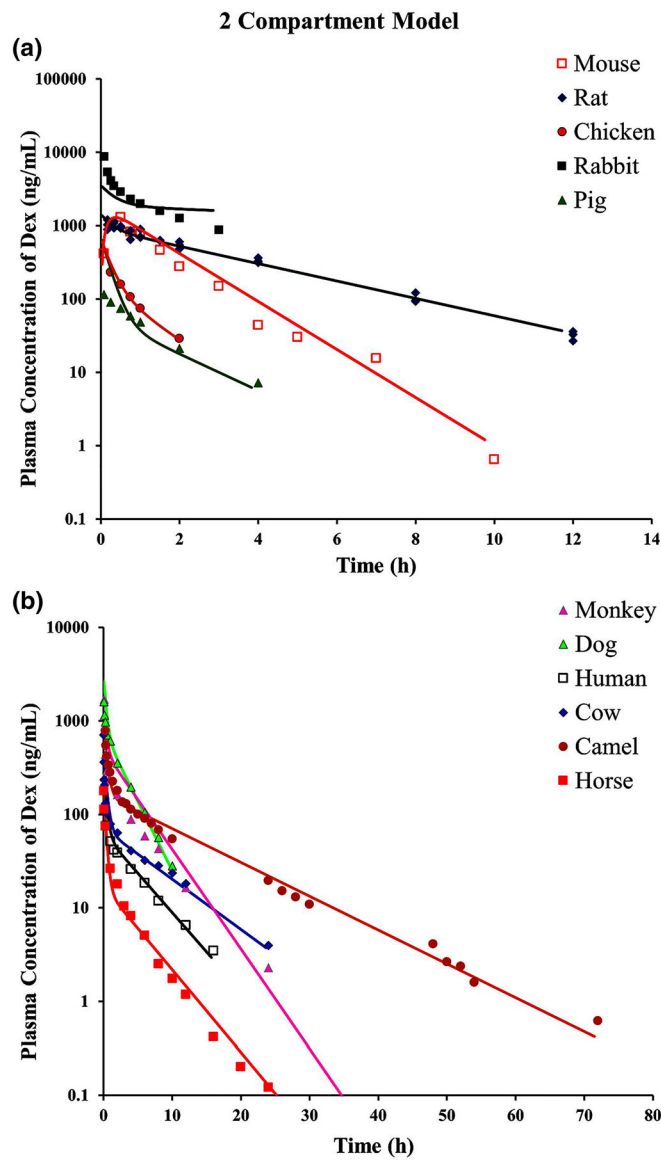 2 Compartment Model
(a)
100000
10000
1000
100
10
1
0.1
Plasma Concentration of Dex (ng/mL)
Mouse
Rat
Chicken
Rabbit
Pig
0 2 4 6 8 10 12 14
Time (h)
(b)
10000
1000
100
10
1
0.1
Plasma Concentration of Dex (ng/mL)
Monkey
Dog
Human
Cow
Camel
Horse
0 10 20 30 40 50 60 70 80
Time (h)